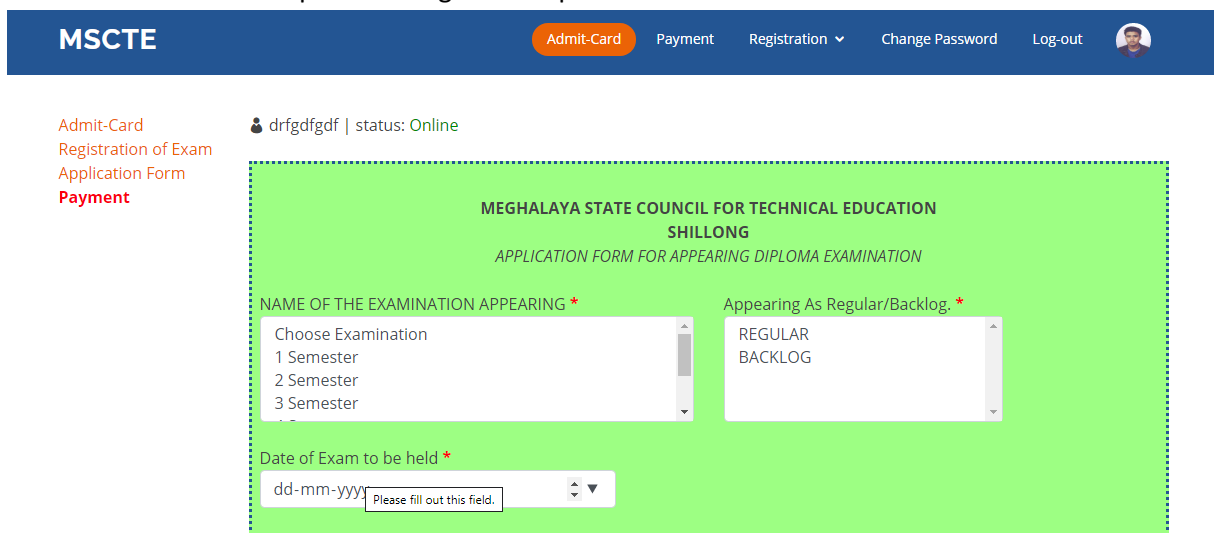 MSCTE
Admit-Card Payment Registration Change Password Log-out
Admit-Card
Registration of Exam
Application Form
Payment
drfgdfgdf | status: Online
MEGHALAYA STATE COUNCIL FOR TECHNICAL EDUCATION
SHILLONG
APPLICATION FORM FOR APPEARING DIPLOMA EXAMINATION
NAME OF THE EXAMINATION APPEARING *
Choose Examination
1 Semester
2 Semester
3 Semester
Appearing As Regular/Backlog. *
REGULAR
BACKLOG
Date of Exam to be held *
dd-mm-yyyy
Please fill out this field.